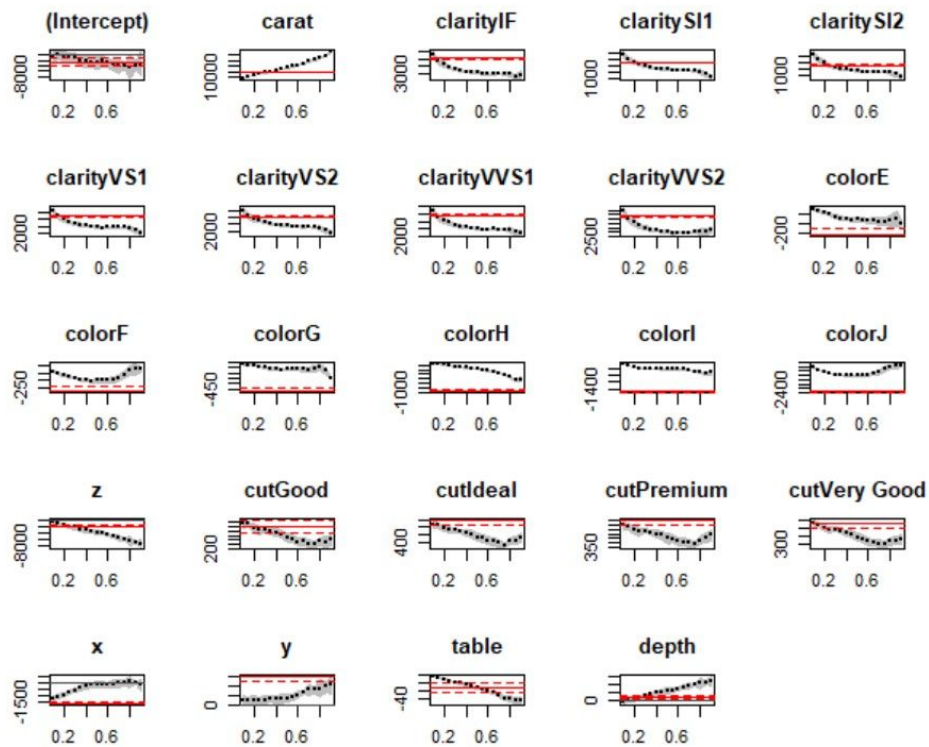 (Intercept) carat clarityIF claritySI1 claritySI2
-8000 10000 3000 1000 1000
0.2 0.6 0.2 0.6 0.2 0.6 0.2 0.6 0.2 0.6
clarityVS1 clarityVS2 clarityVVS1 clarityVVS2 colorE
2000 2000 2000 2500 -200
0.2 0.6 0.2 0.6 0.2 0.6 0.2 0.6 0.2 0.6
colorF colorG colorH colorI colorJ
-250 -450 -1000 -1400 -2400
0.2 0.6 0.2 0.6 0.2 0.6 0.2 0.6 0.2 0.6
z cutGood cutIdeal cutPremium cutVery Good
-8000 200 400 350 300
0.2 0.6 0.2 0.6 0.2 0.6 0.2 0.6 0.2 0.6
x y table depth
-1500 0 -40 0
0.2 0.6 0.2 0.6 0.2 0.6 0.2 0.6